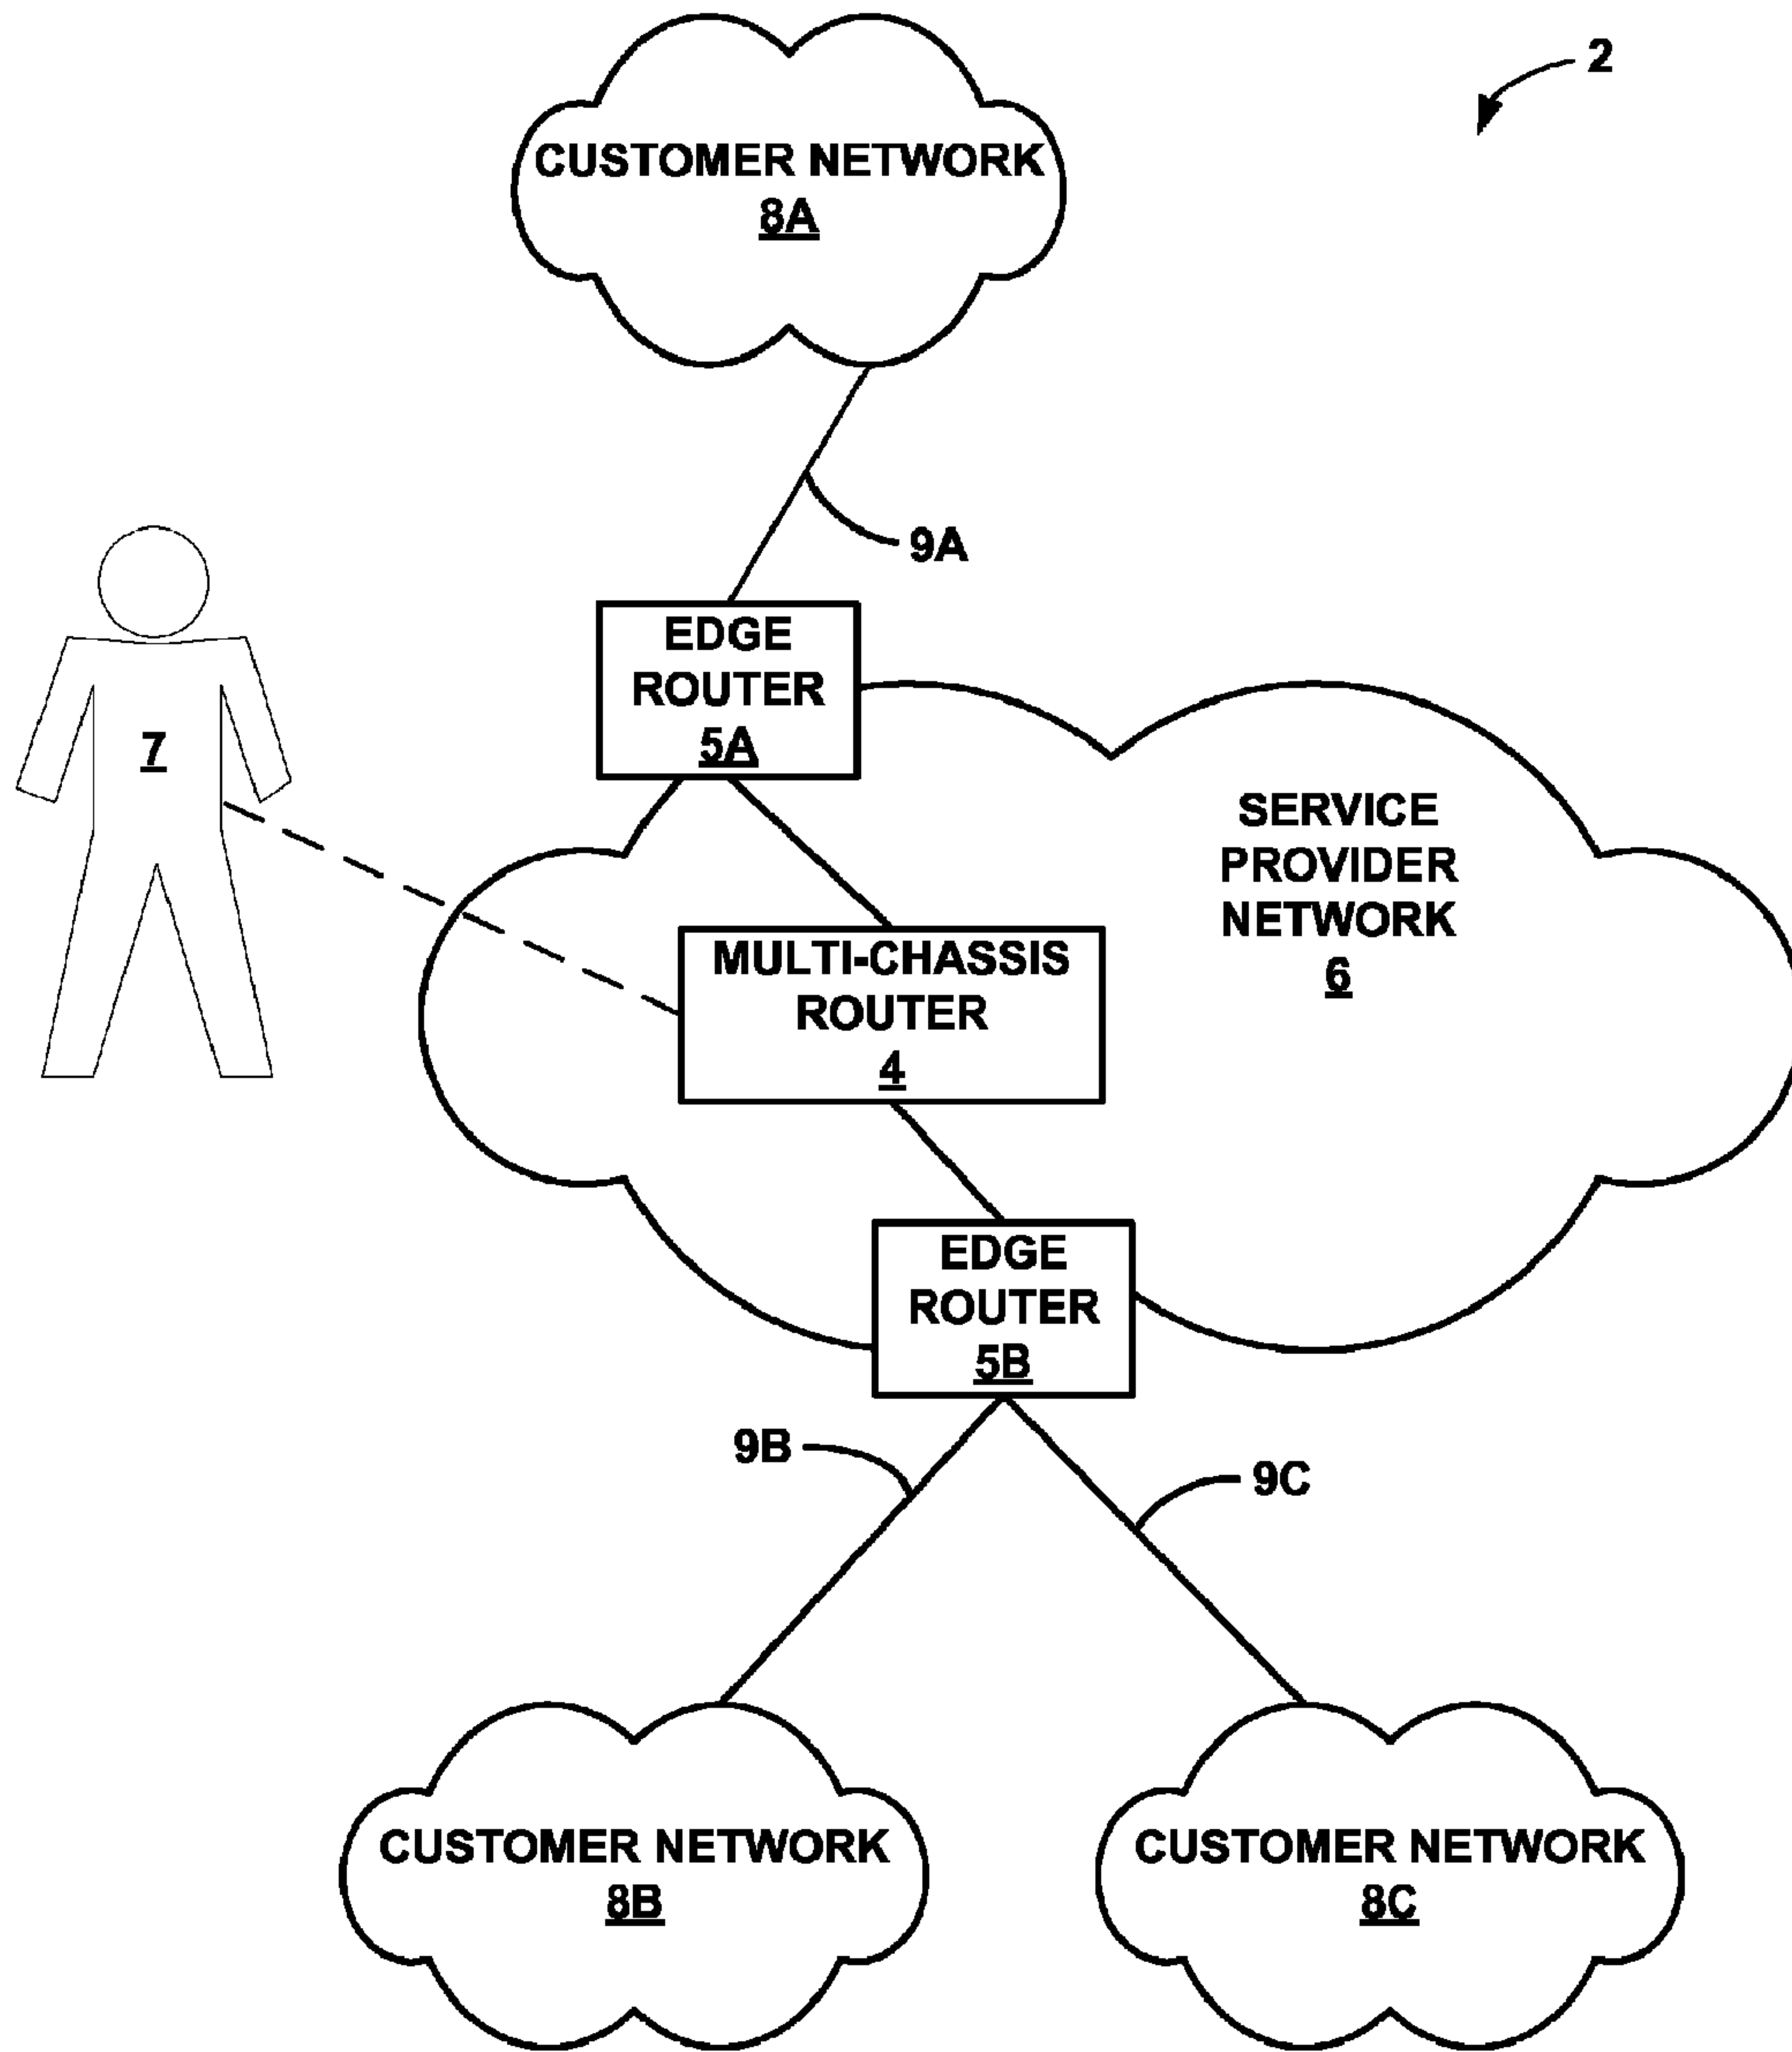 2
CUSTOMER NETWORK
8A
9A
EDGE
ROUTER
5A
7
SERVICE
PROVIDER
NETWORK
6
MULTI-CHASSIS
ROUTER
4
EDGE
ROUTER
5B
9B
9C
CUSTOMER NETWORK
8B
CUSTOMER NETWORK
8C